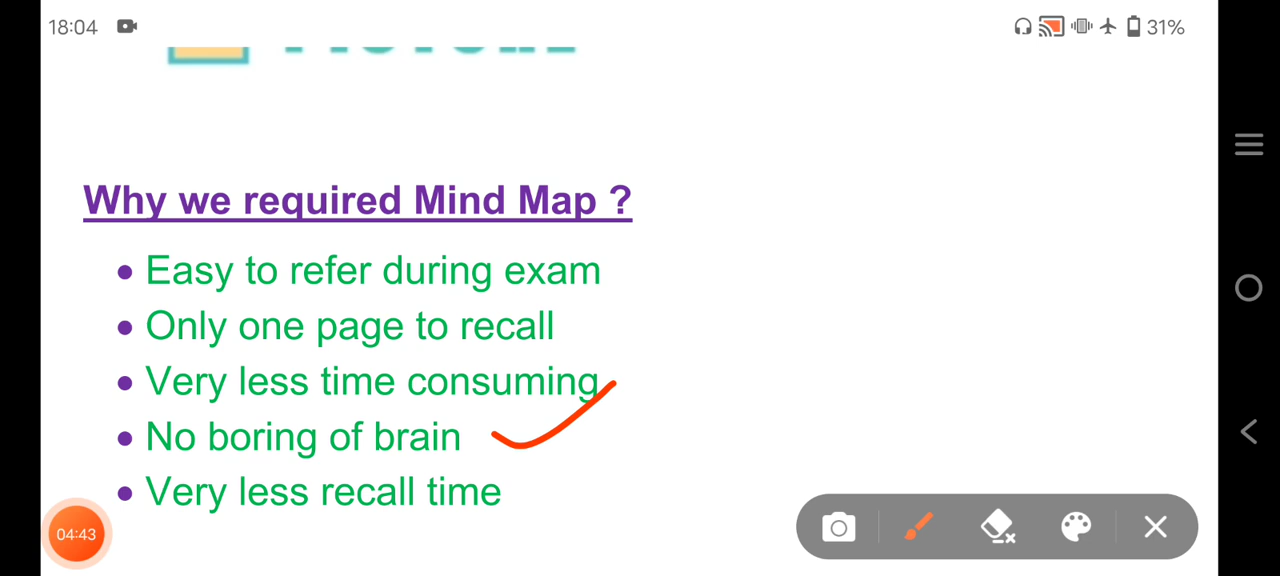 18:04
31%
Why we required Mind Map ?
Easy to refer during exam
Only one page to recall
Very less time consuming
No boring of brain
Very less recall time
04:43